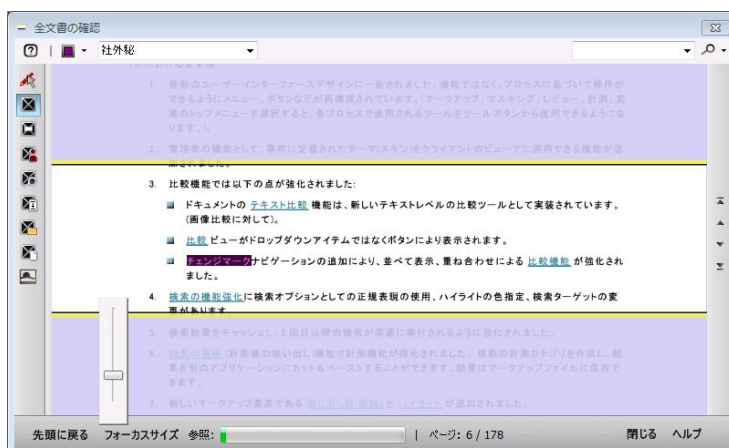 全文書の確認
社外秘
1. 最新のユーザーインターフェースデザインに一新されました。機能ではなく、プロセスに基づいて操作が
できるようにメニュー、ボタンなどが再構成されています。(マークアップ、マスキング、レビュー、計測、変
換のトップメニューを選択すると、各プロセスで使用されるツールをツールボタンから使用できるようにな
ります。)。
2. 管理者の機能として、事前に定義されたテーマ(スキン)をクライアントのビューアに適用できる機能が追
加されました。
3. 比較機能では以下の点が強化されました:
ドキュメントの テキスト比較 機能は、新しいテキストレベルの比較ツールとして実装されています。
(画像比較に対して)。
比較 ビューがドロップダウンアイテムではなくボタンにより表示されます。
チェンジマークナビゲーションの追加により、並べて表示、重ね合わせによる 比較機能 が強化され
ました。
4. 検索の機能強化に検索オプションとしての正規表現の使用、ハイライトの色指定、検索ターゲットの変
更があります。
5. 検索結果をキャッシュし、2回目以降の検索が高速に実行されるように強化されました。
6. (計測値の拾い出し)機能で計測機能が強化されました。複数の計測カテゴリを作成し、結
果を別のアプリケーションにカット&ペーストすることができます。結果はマークアップファイルに保存で
きます。
7. 新しいマークアップ要素である と ハイライト が追加されました。
先頭に戻る フォーカスサイズ 参照: | ページ: 6 / 178 閉じる ヘルプ